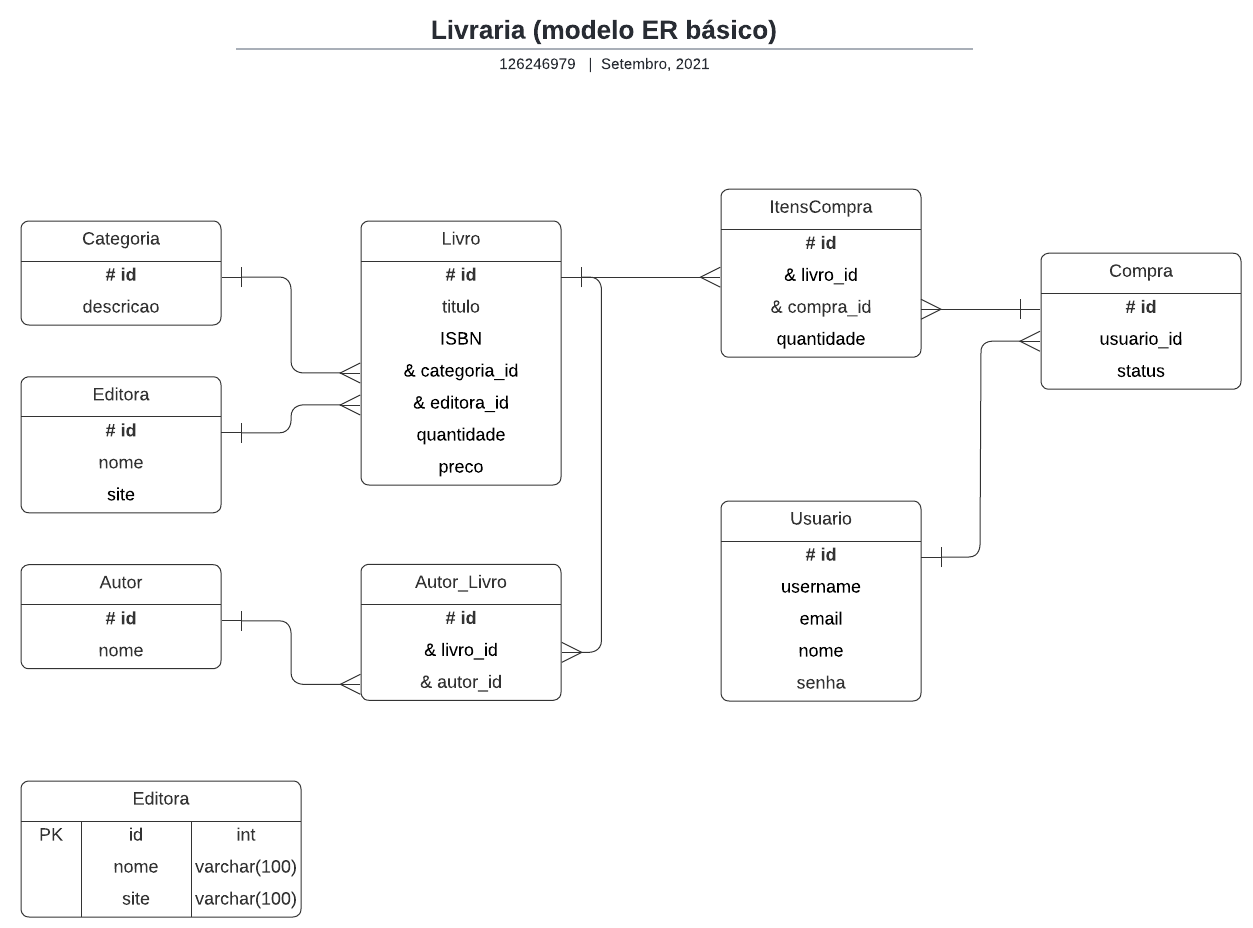 Livraria (modelo ER básico)
126246979 | Setembro, 2021
Categoria
# id
descricao
Editora
# id
nome
site
Autor
# id
nome
Livro
# id
titulo
ISBN
& categoria_id
& editora_id
quantidade
preco
Autor_Livro
# id
& livro_id
& autor_id
ItensCompra
# id
& livro_id
& compra_id
quantidade
Usuario
# id
username
email
nome
senha
Compra
# id
usuario_id
status
Editora
PK id int
nome varchar(100)
site varchar(100)